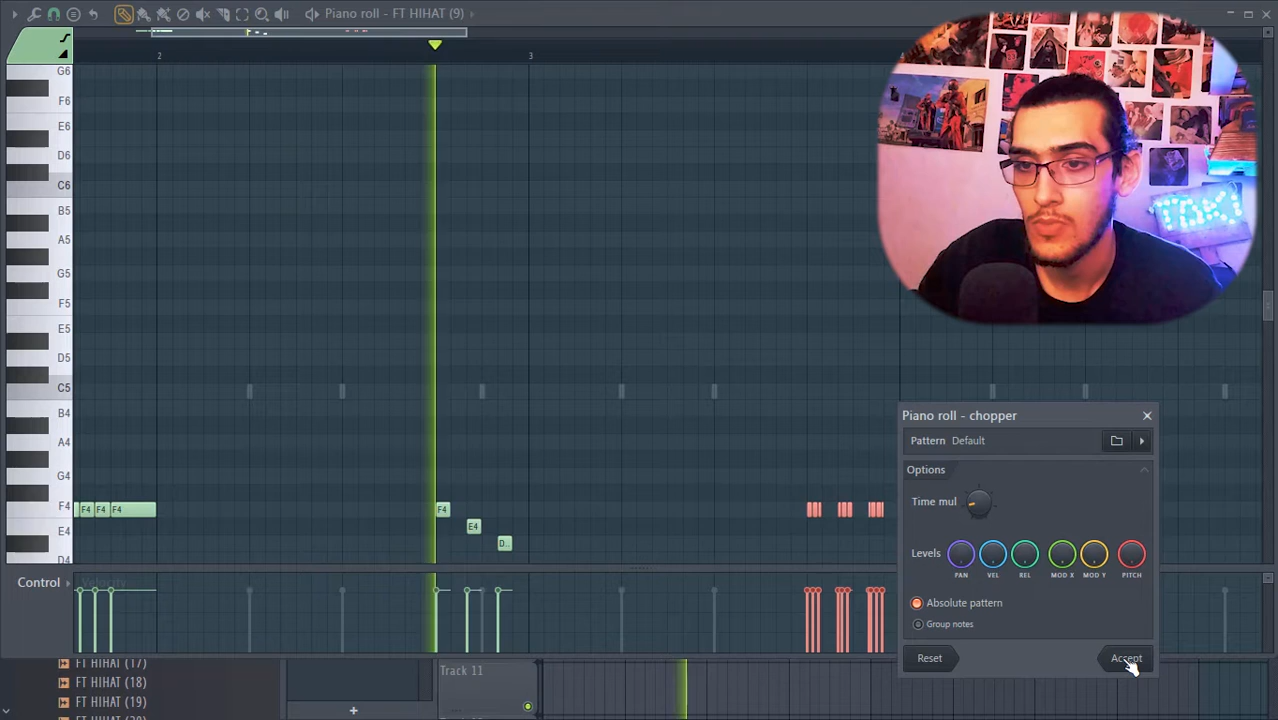 Piano roll - FT HIHAT (9)
2
3
G6
F6
E6
D6
C6
B5
A5
G5
F5
E5
D5
C5
B4
A4
G4
F4
E4
D4
F4 F4 F4
F4
E4
D..
Piano roll - chopper
Pattern Default
Options
Time mul
Levels
PAN VEL REL MOD X MOD Y PITCH
Absolute pattern
Group notes
Reset
Accept
Control
Velocity
FT HIHAT (17)
FT HIHAT (18)
FT HIHAT (19)
Track 11